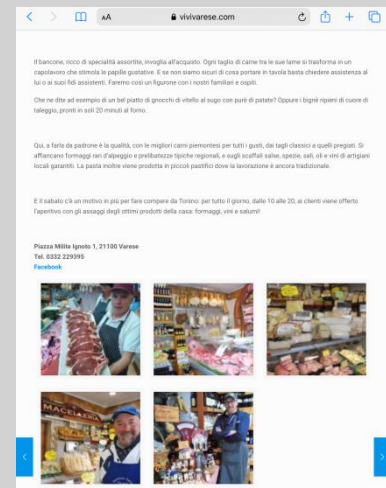 AA
vivivarese.com
Il bancone, ricco di specialità assortite, invoglia all'acquisto. Ogni taglio di carne tra le sue lame si trasforma in un
capolavoro che stimola le papille gustative. E se non siamo sicuri di cosa portare in tavola basta chiedere assistenza al
lui o ai suoi fidi assistenti. Faremo così un figurone con i nostri familiari e ospiti.
Che ne dite ad esempio di un bel piatto di gnocchi di vitello al sugo con purè di patate? Oppure i bignè ripieni di cuore di
taleggio, pronti in soli 20 minuti al forno.
Qui, a farla da padrone è la qualità, con le migliori carni piemontesi per tutti i gusti, dai tagli classici a quelli pregiati. Si
affiancano formaggi rari d'alpeggio e prelibatezze tipiche regionali, e sugli scaffali salse, spezie, sali, oli e vini di artigiani
locali garantiti. La pasta inoltre viene prodotta in piccoli pastifici dove la lavorazione è ancora tradizionale.
E il sabato c'è un motivo in più per fare compere da Tonino: per tutto il giorno, dalle 10 alle 20, ai clienti viene offerto
l'aperitivo con gli assaggi degli ottimi prodotti della casa: formaggi, vini e salumi!
Piazza Milite Ignoto 1, 21100 Varese
Tel. 0332 229395
Facebook
MACELLERIA